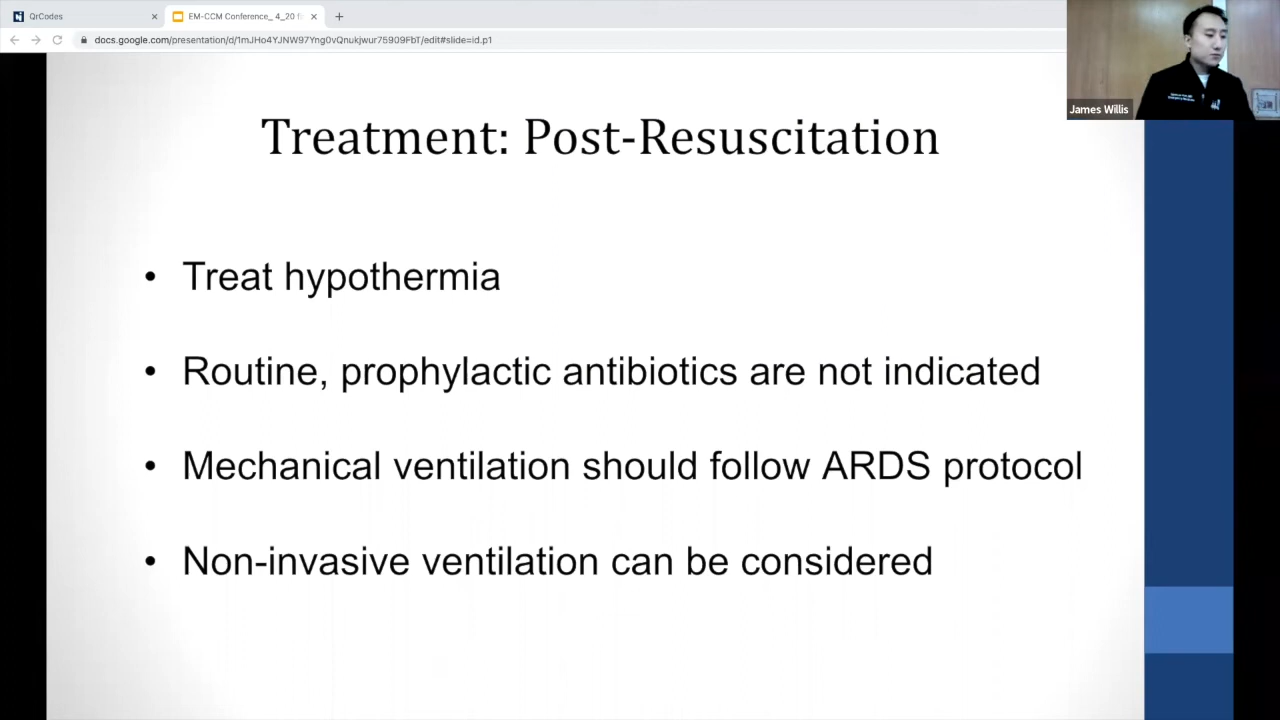 QrCodes
EM-CCM Conference_ 4_20 f
docs.google.com/presentation/d/1mJHo4YJNW97Yng0vQnukjwur75909FbT/edit#slide=id.p1
James Willis
Treatment: Post-Resuscitation
• Treat hypothermia
• Routine, prophylactic antibiotics are not indicated
• Mechanical ventilation should follow ARDS protocol
• Non-invasive ventilation can be considered